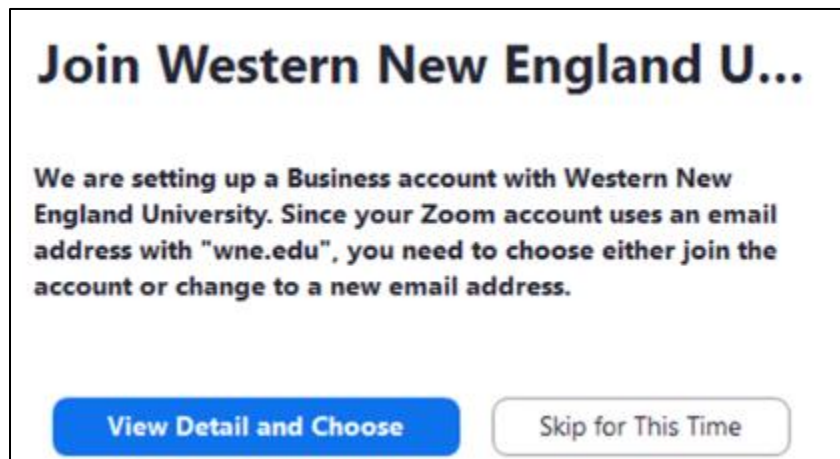 Join Western New England U...
We are setting up a Business account with Western New
England University. Since your Zoom account uses an email
address with "wne.edu", you need to choose either join the
account or change to a new email address.
View Detail and Choose
Skip for This Time